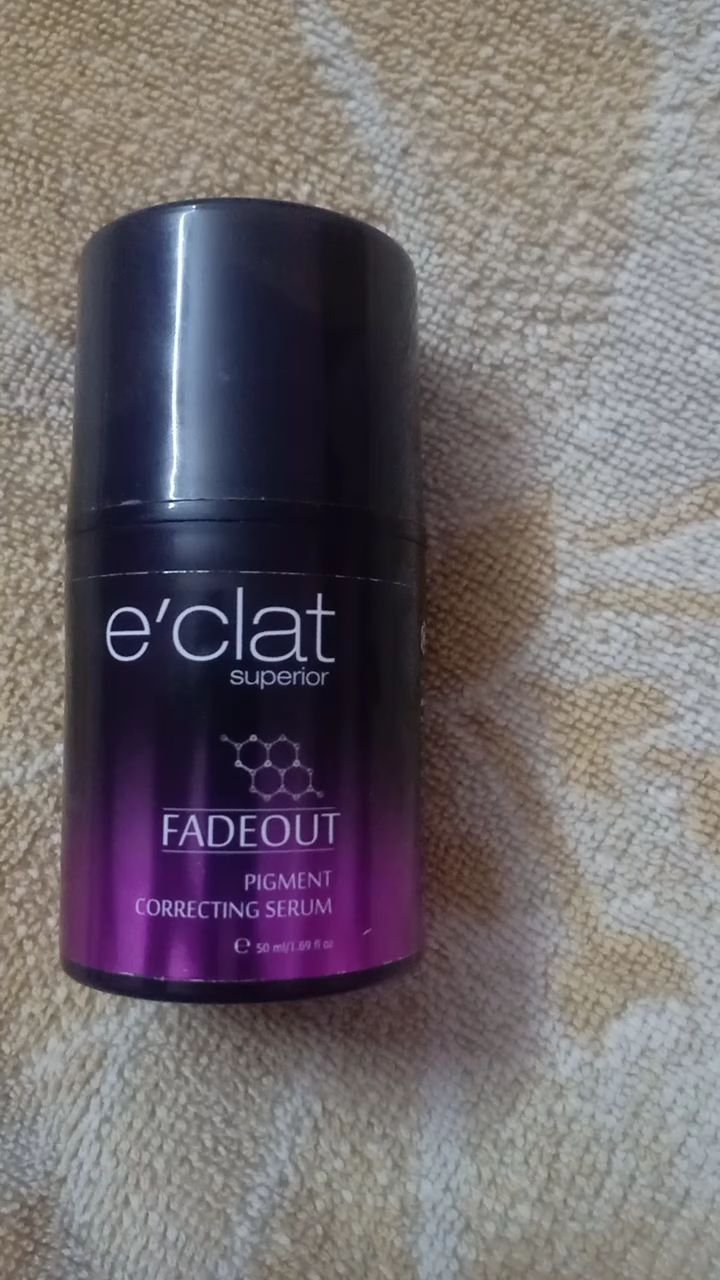 e'clat
superior
FADEOUT
PIGMENT
CORRECTING SERUM
e 50 ml/1.69 fl oz